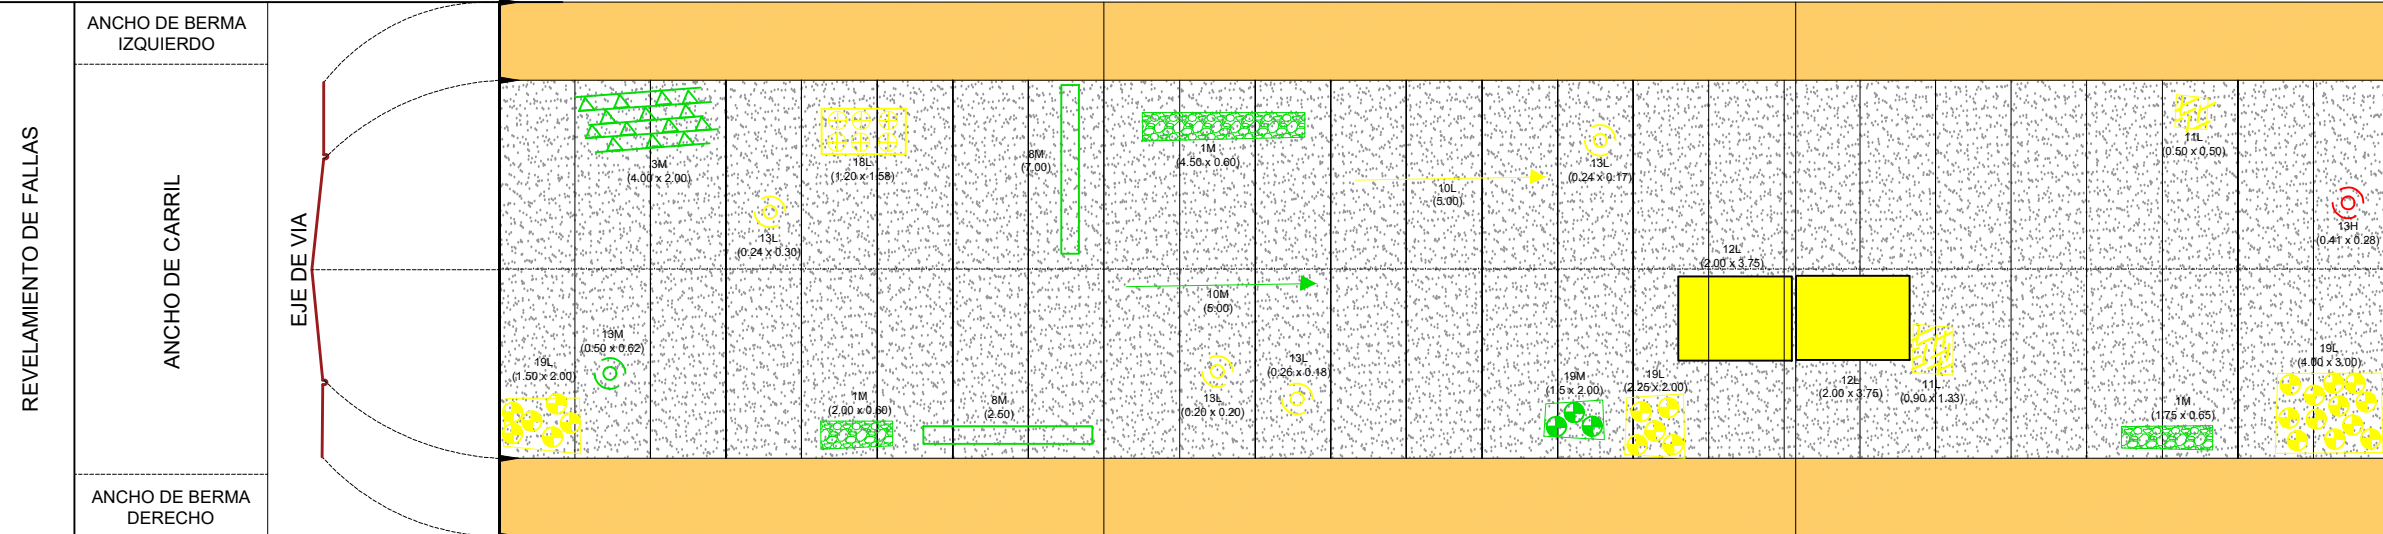 REVELAMIENTO DE FALLAS
ANCHO DE BERMA
IZQUIERDO
ANCHO DE CARRIL
ANCHO DE BERMA
DERECHO
EJE DE VIA
3M
(4.00 x 2.00)
13L
(0.24 x 0.30)
18L
(1.20 x 1.58)
8M
(7.00)
1M
(4.50 x 0.60)
10L
(5.00)
13L
(0.24 x 0.17)
11L
(0.50 x 0.50)
13H
(0.41 x 0.28)
12L
(2.00 x 3.75)
10M
(5.00)
13M
(0.50 x 0.62)
19L
(1.50 x 2.00)
1M
(2.00 x 0.60)
8M
(2.50)
13L
(0.20 x 0.20)
13L
(0.26 x 0.18)
19M
(1.5 x 2.00)
19L
(2.25 x 2.00)
12L
(2.00 x 3.75)
11L
(0.90 x 1.33)
1M
(1.75 x 0.65)
19L
(4.00 x 3.00)